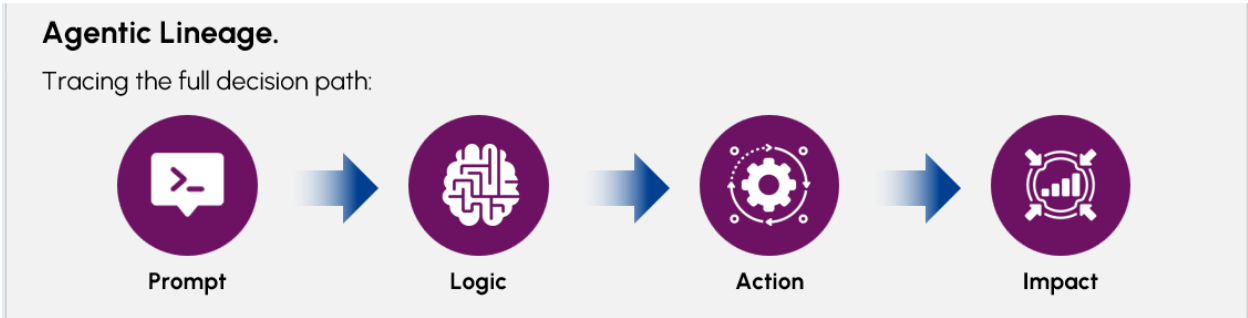 Agentic Lineage.
Tracing the full decision path:
Prompt
Logic
Action
Impact